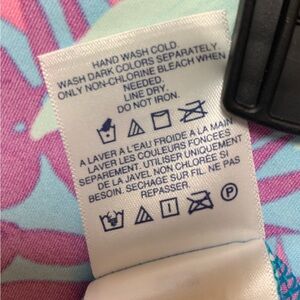 HAND WASH COLD.
WASH DARK COLORS SEPARATELY
ONLY NON-CHLORINE BLEACH WHEN
NEEDED.
LINE DRY.
DO NOT IRON.
A LAVER À L'EAU FROIDE A LA MAIN
LAVER LES COULEURS FONCÉES
SEPAREMENT. UTILISER UNIQUEMENT
DE LA JAVEL NON CHLORÉE SI
BESOIN. SECHAGE SUR FIL. NE PAS
REPASSER.
P